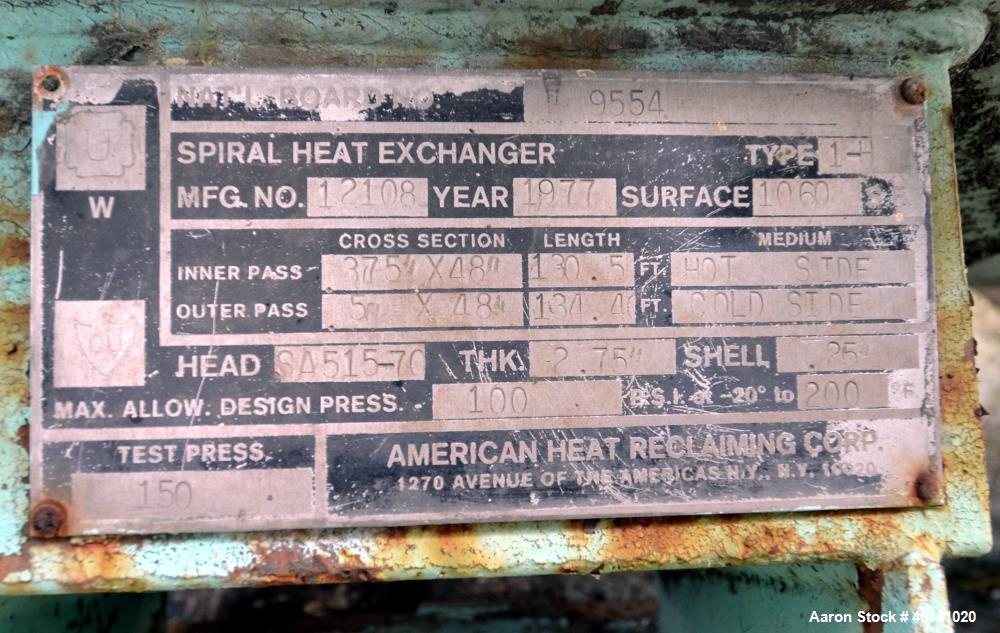 NAT'L. BOARD NO. 9554
U
W
SPIRAL HEAT EXCHANGER TYPE 1-H
MFG. NO. 12108 YEAR 1977 SURFACE 1060
CROSS SECTION LENGTH MEDIUM
INNER PASS .375" X 48" 130.5 FT. HOT SIDE
OUTER PASS X 48" 134.40 FT. COLD SIDE
HEAD SA515-70 THK. 2.75" SHELL .25"
MAX. ALLOW. DESIGN PRESS. 100 P.S.I. at -20° to 200 °F
TEST PRESS.
150
AMERICAN HEAT RECLAIMING CORP.
1270 AVENUE OF THE AMERICAS N.Y., N.Y. 10020
Aaron Stock #